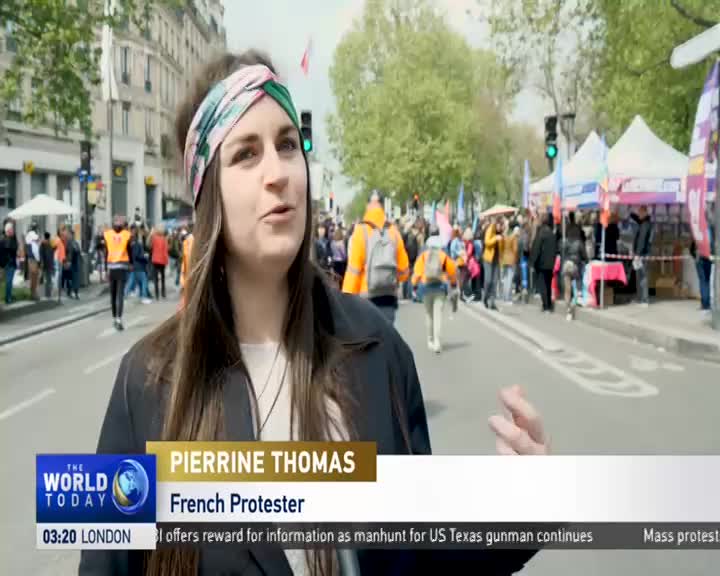 PIERRINE THOMAS
French Protester
THE
WORLD
TODAY
03:20 LONDON
BI offers reward for information as manhunt for US Texas gunman continues Mass protest